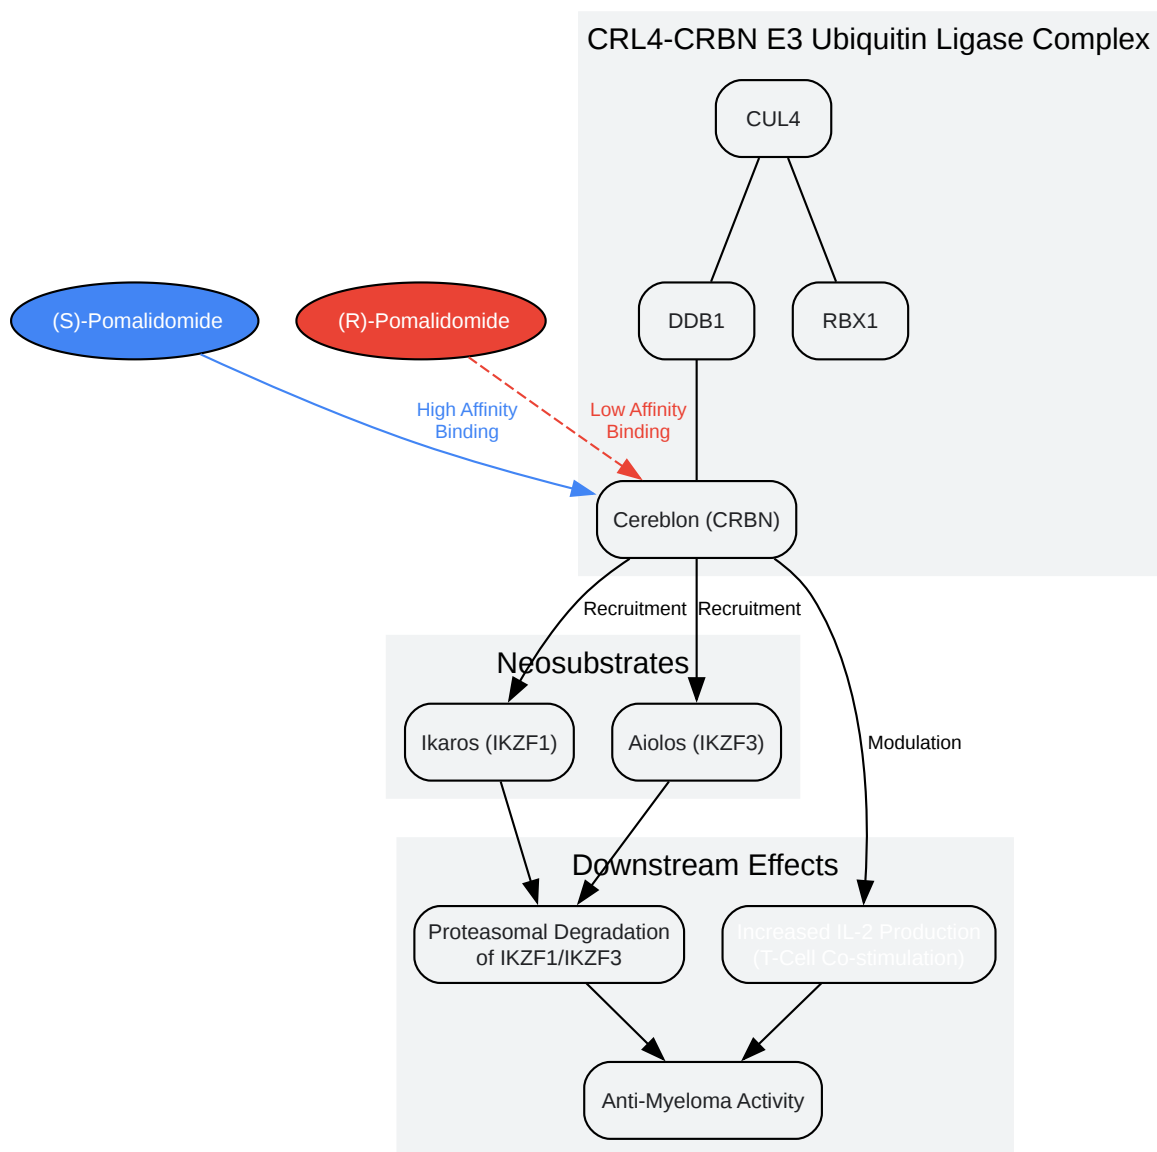 CRL4-CRBN E3 Ubiquitin Ligase Complex
CUL4
(S)-Pomalidomide
(R)-Pomalidomide
DDB1
RBX1
High Affinity
Binding
Low Affinity
Binding
Cereblon (CRBN)
Recruitment
Recruitment
Neosubstrates
Ikaros (IKZF1)
Aiolos (IKZF3)
Modulation
Downstream Effects
Proteasomal Degradation
of IKZF1/IKZF3
Increased IL-2 Production
(T-Cell Co-stimulation)
Anti-Myeloma Activity